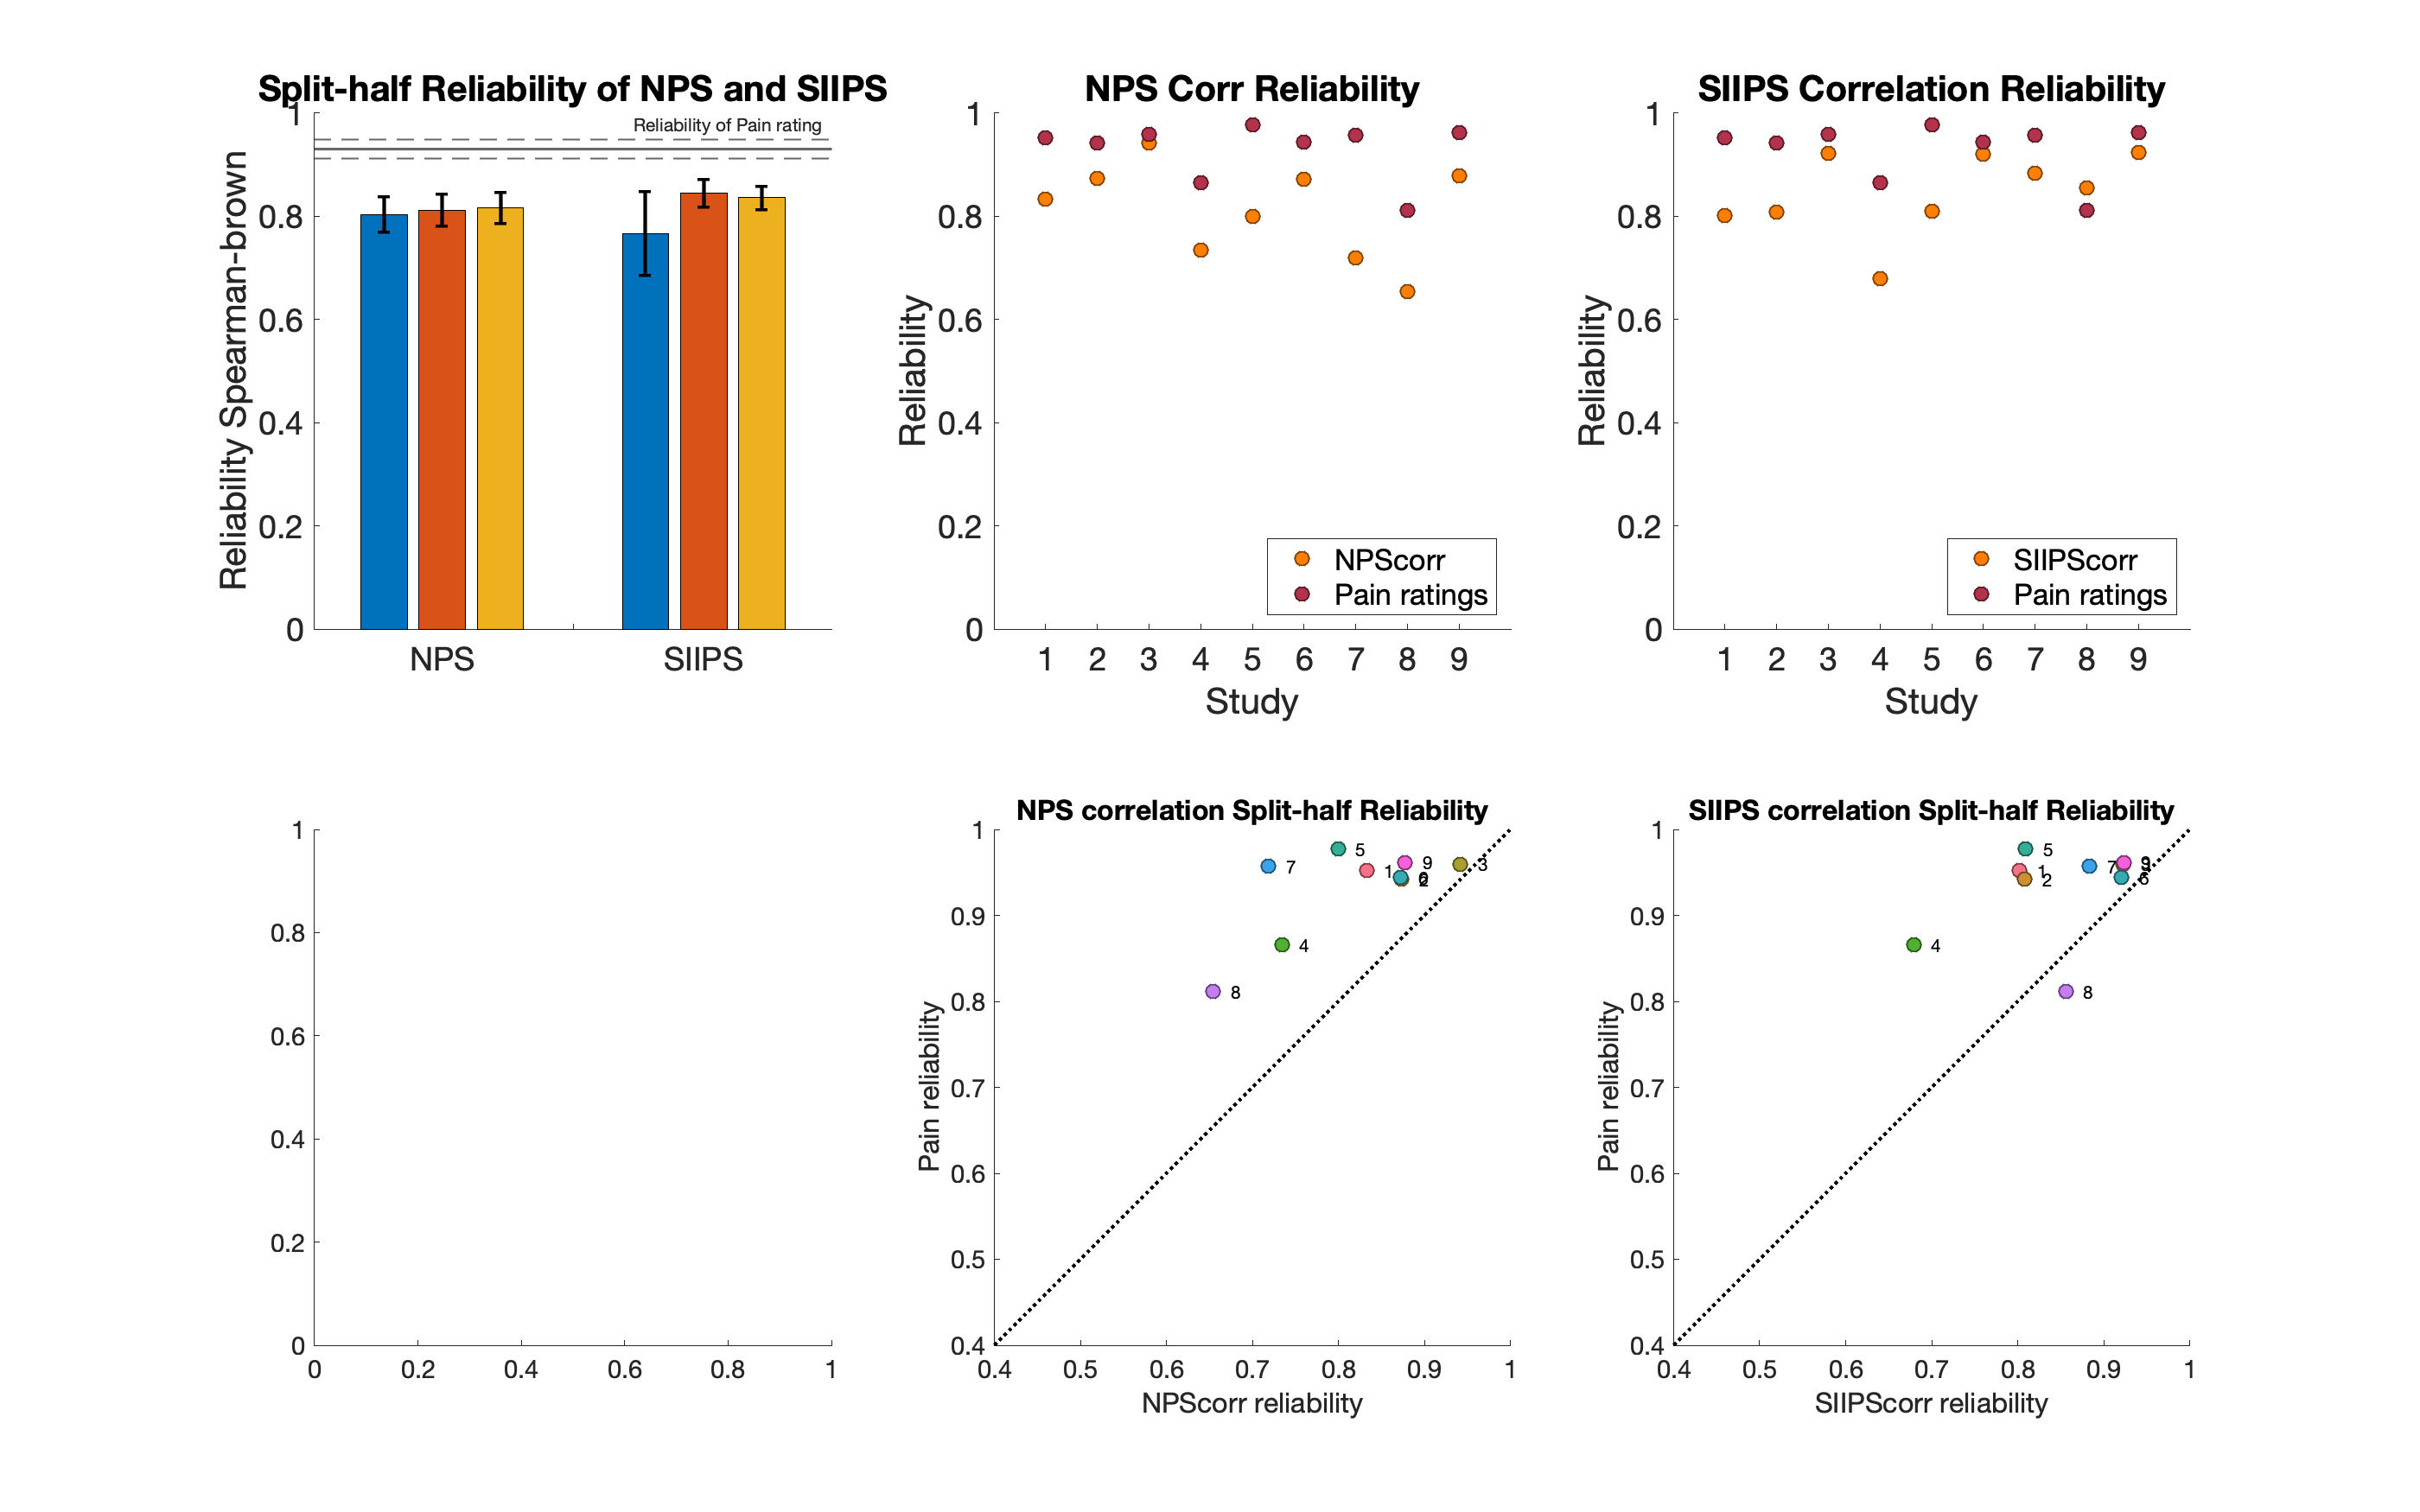 Split-half Reliability of NPS and SIIPS
Reliability of Pain rating
Reliability Spearman-brown
1
0.8
0.6
0.4
0.2
0
NPS SIIPS
NPS Corr Reliability
Reliability
1
0.8
0.6
0.4
0.2
0
NPScorr
Pain ratings
1 2 3 4 5 6 7 8 9
Study
SIIPS Correlation Reliability
Reliability
1
0.8
0.6
0.4
0.2
0
SIIPScorr
Pain ratings
1 2 3 4 5 6 7 8 9
Study
1
0.8
0.6
0.4
0.2
0
0 0.2 0.4 0.6 0.8 1
NPS correlation Split-half Reliability
Pain reliability
1
0.9
0.8
0.7
0.6
0.5
0.4
5
7 1 9 3
6
2
4
8
0.4 0.5 0.6 0.7 0.8 0.9 1
NPScorr reliability
SIIPS correlation Split-half Reliability
Pain reliability
1
0.9
0.8
0.7
0.6
0.5
0.4
5
1 7 9
2 6
4
8
0.4 0.5 0.6 0.7 0.8 0.9 1
SIIPScorr reliability